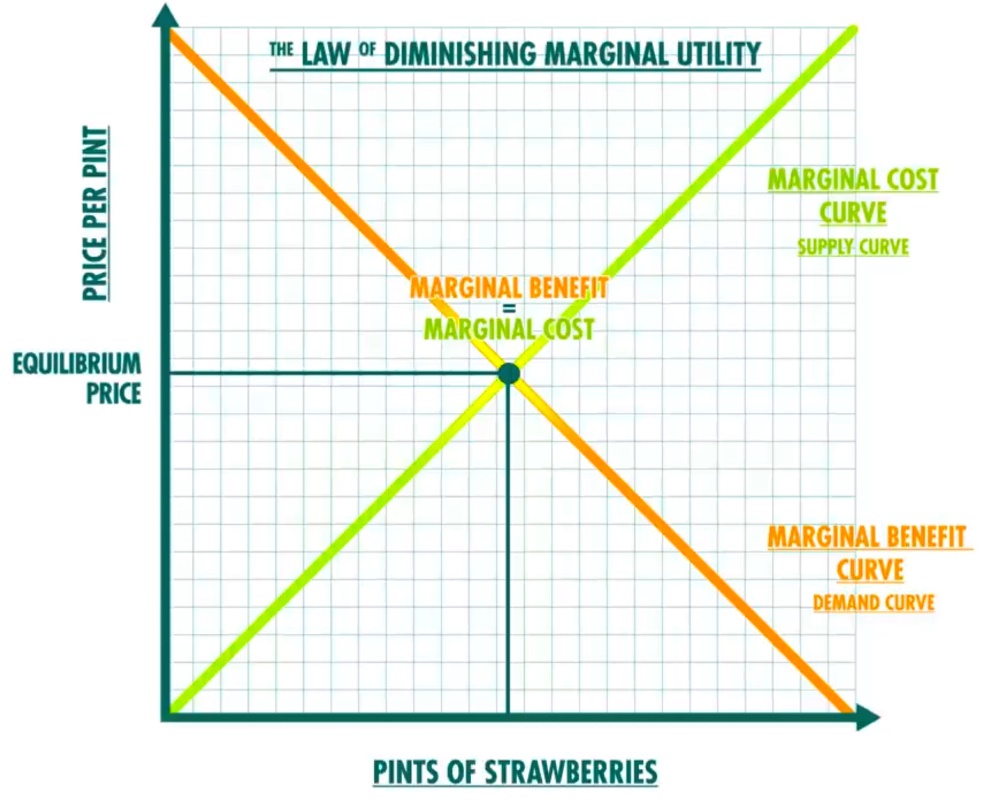 THE LAW OF DIMINISHING MARGINAL UTILITY
PRICE PER PINT
MARGINAL COST
CURVE
SUPPLY CURVE
MARGINAL BENEFIT
=
MARGINAL COST
EQUILIBRIUM
PRICE
MARGINAL BENEFIT
CURVE
DEMAND CURVE
PINTS OF STRAWBERRIES